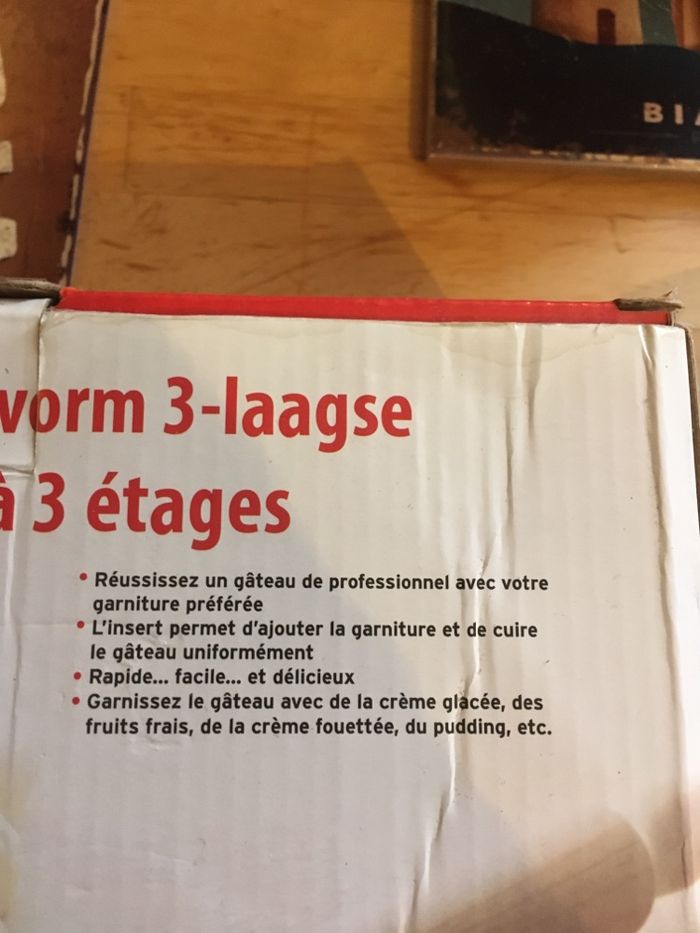 BIA
vorm 3-laagse
à 3 étages
• Réussissez un gâteau de professionnel avec votre
garniture préférée
• L'insert permet d'ajouter la garniture et de cuire
le gâteau uniformément
• Rapide... facile... et délicieux
• Garnissez le gâteau avec de la crème glacée, des
fruits frais, de la crème fouettée, du pudding, etc.